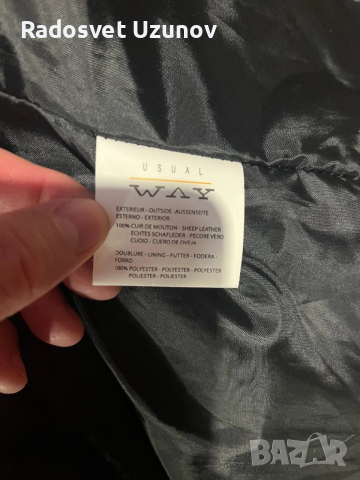 Radosvet Uzunov
USUAL
WAY
EXTERIEUR - OUTSIDE - AUSSENSEITE
ESTERNO - EXTERIOR
100% CUIR DE MOUTON - SHEEP LEATHER
ECHTES SCHAFLEDER - PECORE VERO
CUOIO - CUERO DE OVEJA
DOUBLURE - LINING - FUTTER - FODERA -
FORRO
100% POLYESTER - POLYESTER - POLYESTER
POLIESTER - POLIESTER
BAZAR
bg